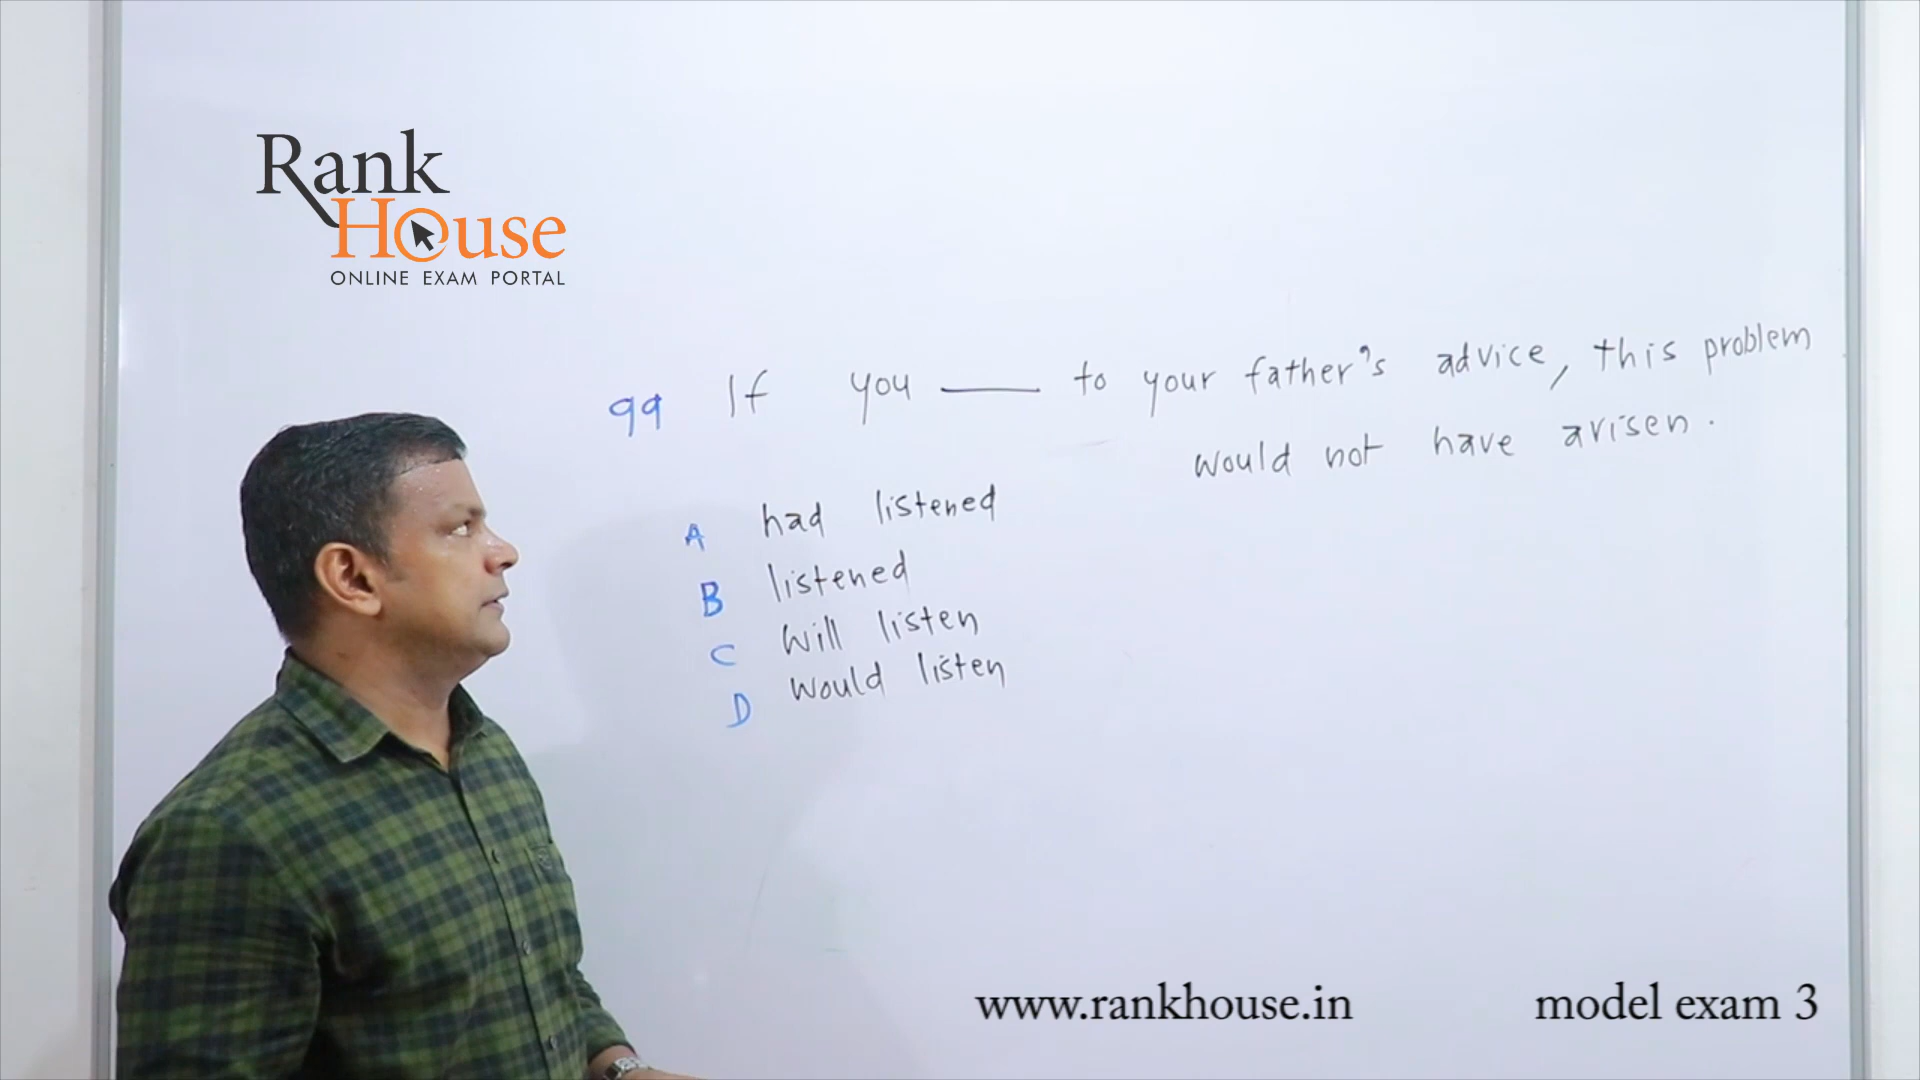 Rank
House
ONLINE EXAM PORTAL
99 If you ___ to your father's advice, this problem
would not have arisen.
A had listened
B listened
C will listen
D would listen
www.rankhouse.in model exam 3